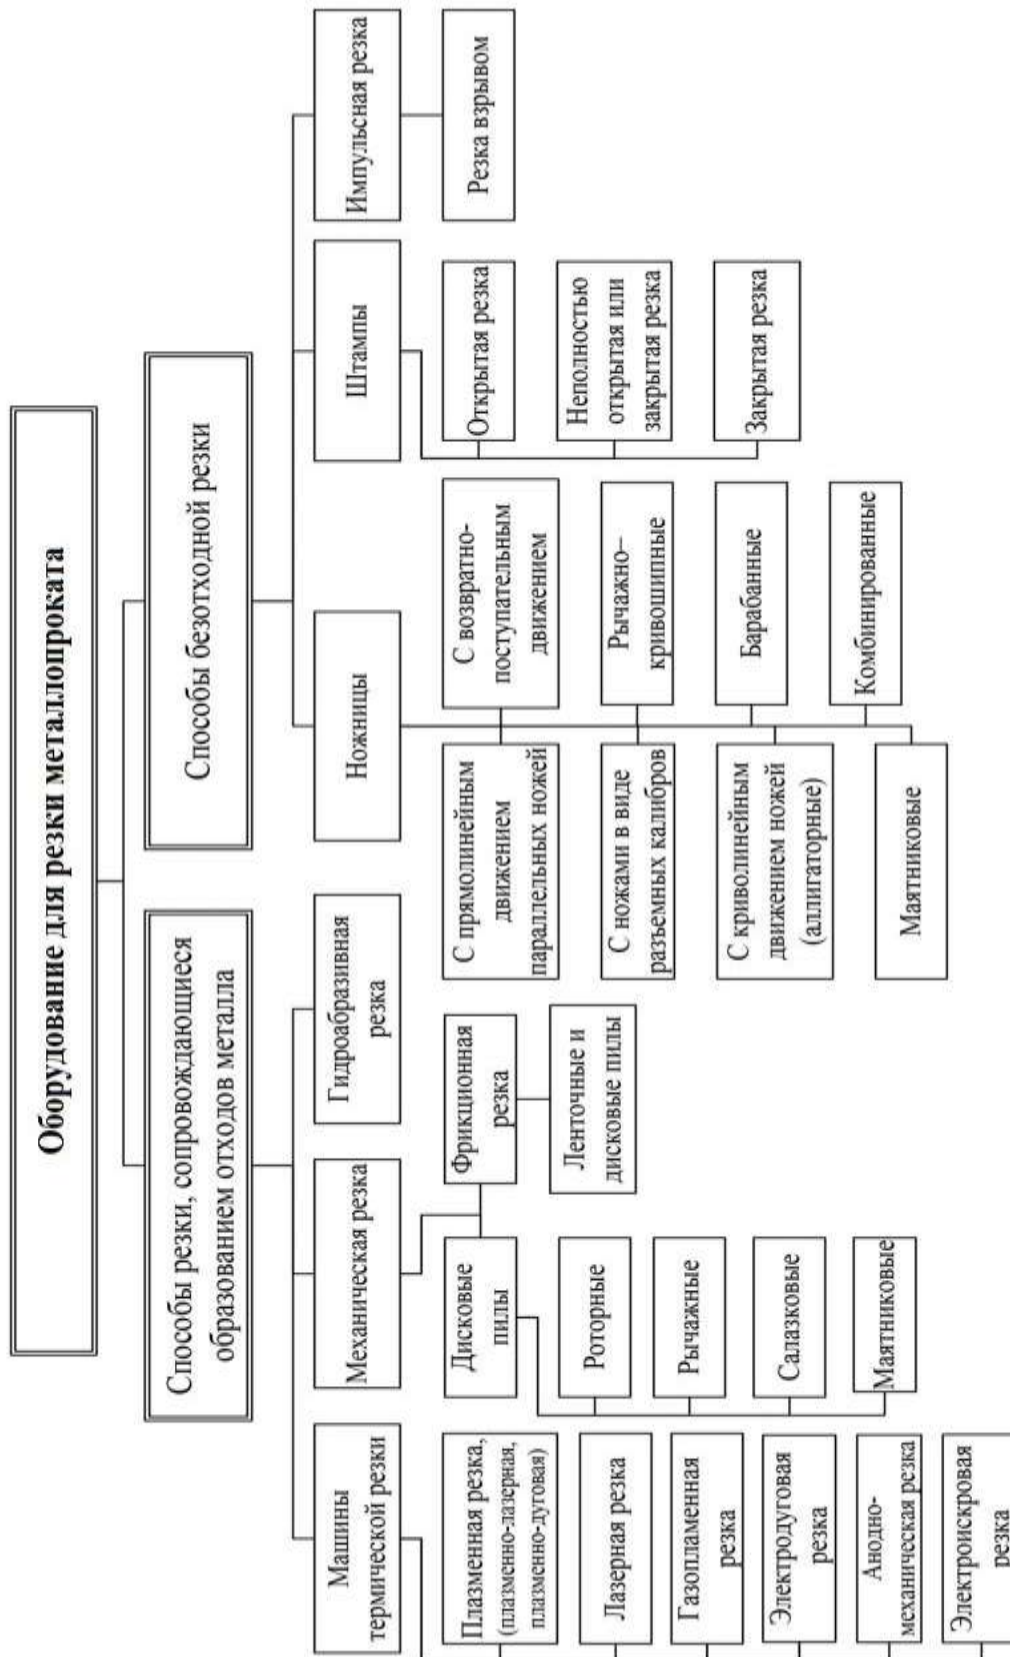 Оборудование для резки металлопроката
Способы резки, сопровождающиеся
образованием отходов металла
Способы безотходной резки
Машины
термической резки
Механическая резка
Гидроабразивная
резка
Ножницы
Штампы
Импульсная резка
Плазменная резка,
(плазменно-лазерная,
плазменно-дуговая)
Лазерная резка
Газопламенная
резка
Электродуговая
резка
Анодно-
механическая резка
Электроискровая
резка
Дисковые
пилы
Роторные
Рычажные
Салазковые
Маятниковые
Фрикционная
резка
Ленточные и
дисковые пилы
С прямолинейным
движением
параллельных ножей
С ножами в виде
разъемных калибров
С криволинейным
движением ножей
(аллигаторные)
Маятниковые
С возвратно-
поступательным
движением
Рычажно–
кривошипные
Барабанные
Комбинированные
Открытая резка
Неполностью
открытая или
закрытая резка
Закрытая резка
Резка взрывом